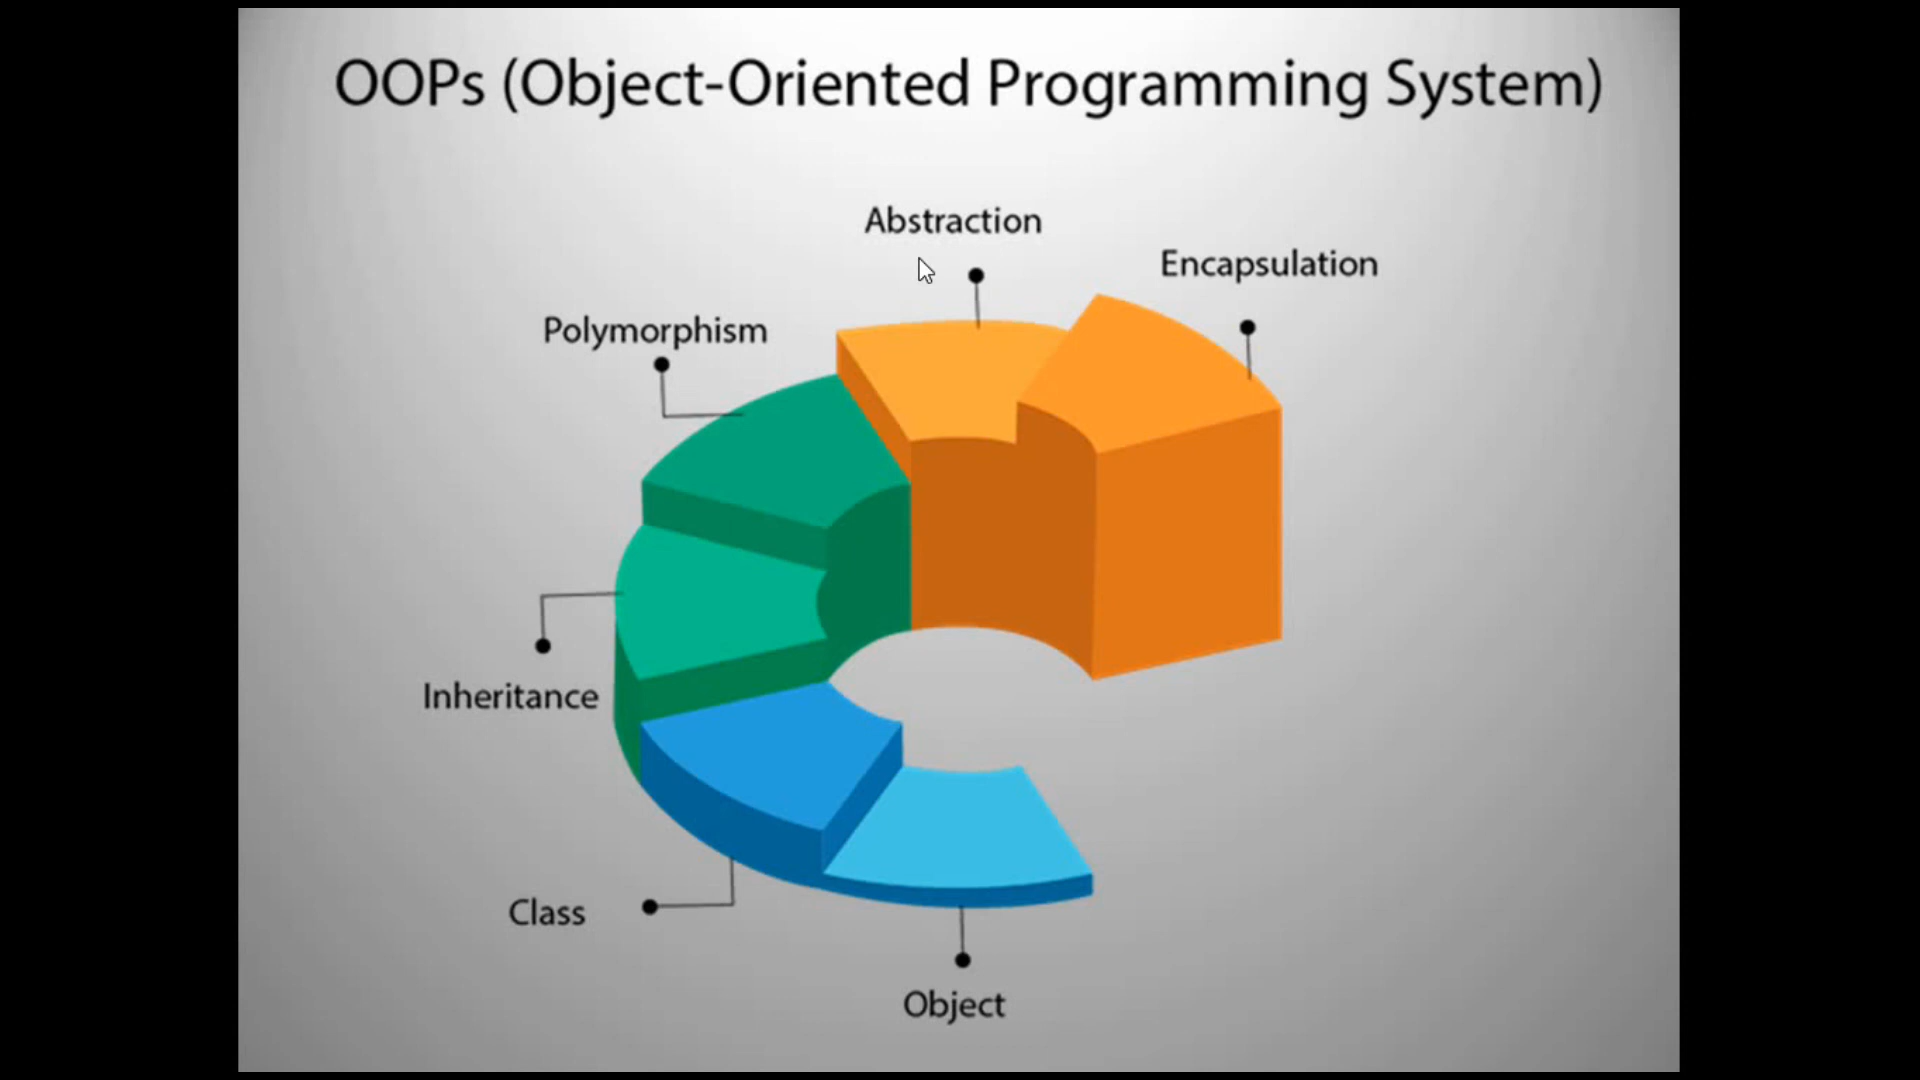 OOPs (Object-Oriented Programming System)
Abstraction
Encapsulation
Polymorphism
Inheritance
Class
Object